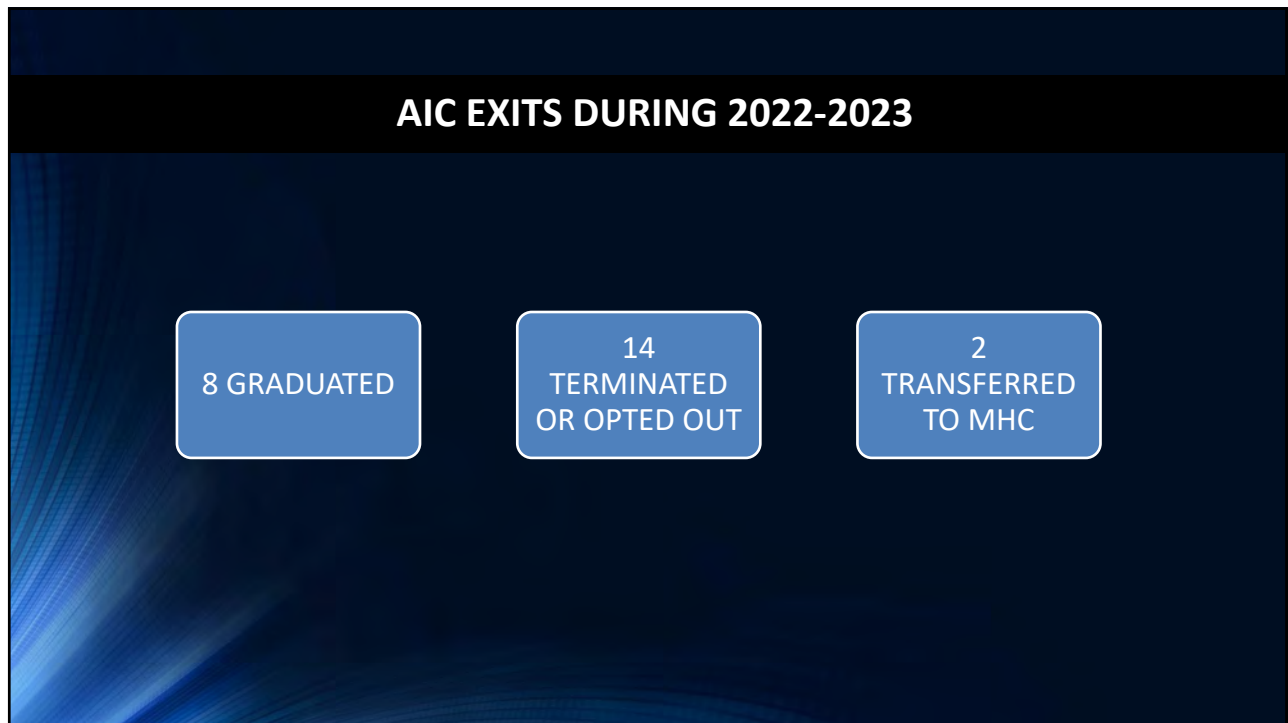 AIC EXITS DURING 2022-2023
8 GRADUATED
14
TERMINATED
OR OPTED OUT
2
TRANSFERRED
TO MHC